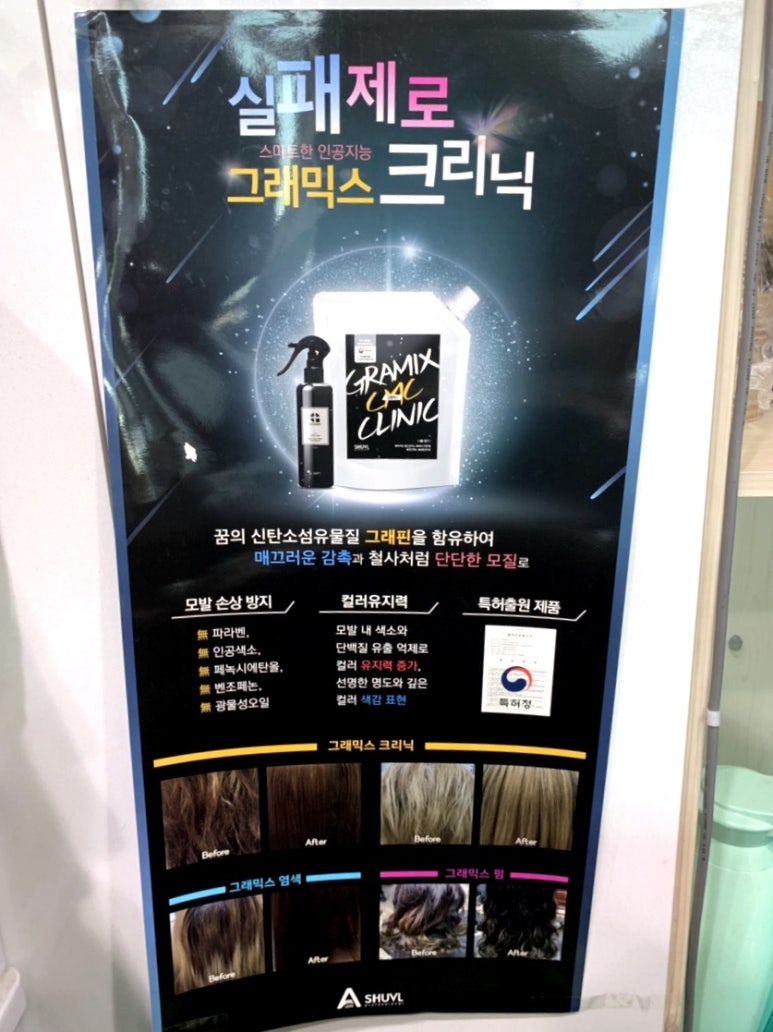 실패제로
스마트한 인공지능
그래믹스 크리닉
GRAMIX
CMC
CLINIC
SHUVL
꿈의 신탄소섬유물질 그래핀을 함유하여
매끄러운 감촉과 철사처럼 단단한 모질로
모발 손상 방지
無 파라벤,
無 인공색소,
無 페녹시에탄올,
無 벤조페논,
無 광물성오일
컬러유지력
모발 내 색소와
단백질 유출 억제로
컬러 유지력 증가,
선명한 명도와 깊은
컬러 색감 표현
특허출원 제품
특허청
그래믹스 크리닉
Before
After
Before
After
그래믹스 염색
Before
After
그래믹스 펌
Before
After
SHUVL
PROFESSIONAL